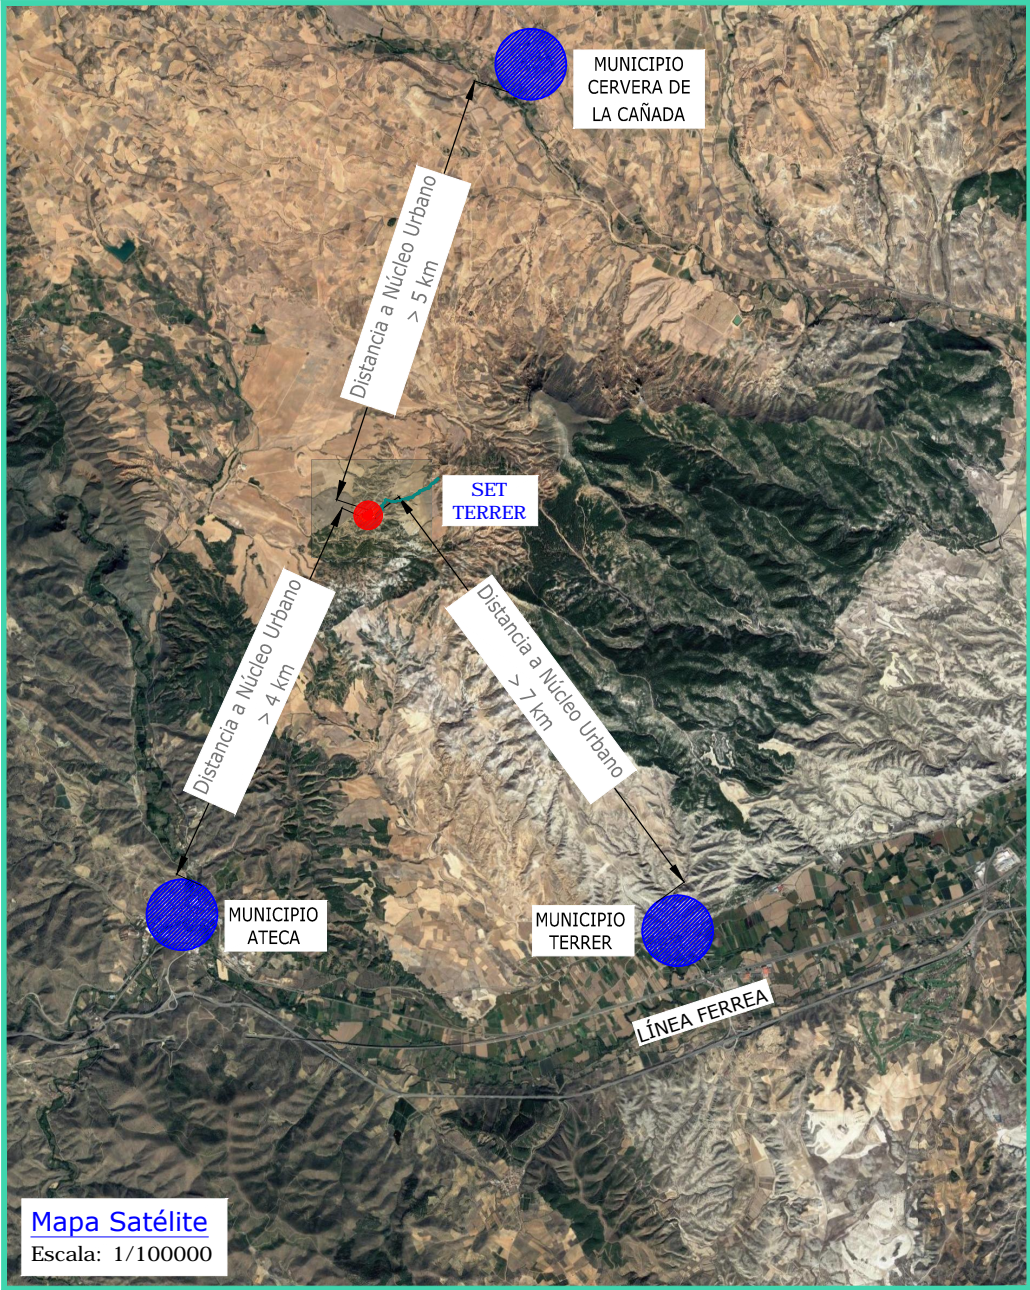 MUNICIPIO
CERVERA DE
LA CAÑADA
Distancia a Núcleo Urbano
> 5 km
SET
TERRER
Distancia a Núcleo Urbano
> 4 km
Distancia a Núcleo Urbano
> 7 km
MUNICIPIO
ATECA
MUNICIPIO
TERRER
LÍNEA FERREA
Mapa Satélite
Escala: 1/100000